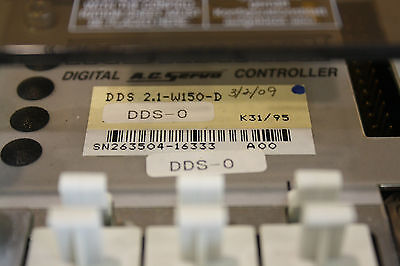 DIGITAL A.C. Servo CONTROLLER
DDS 2.1-W150-D 3/2/09
DDS-0 K31/95
SN263504-16333 A00
DDS-0